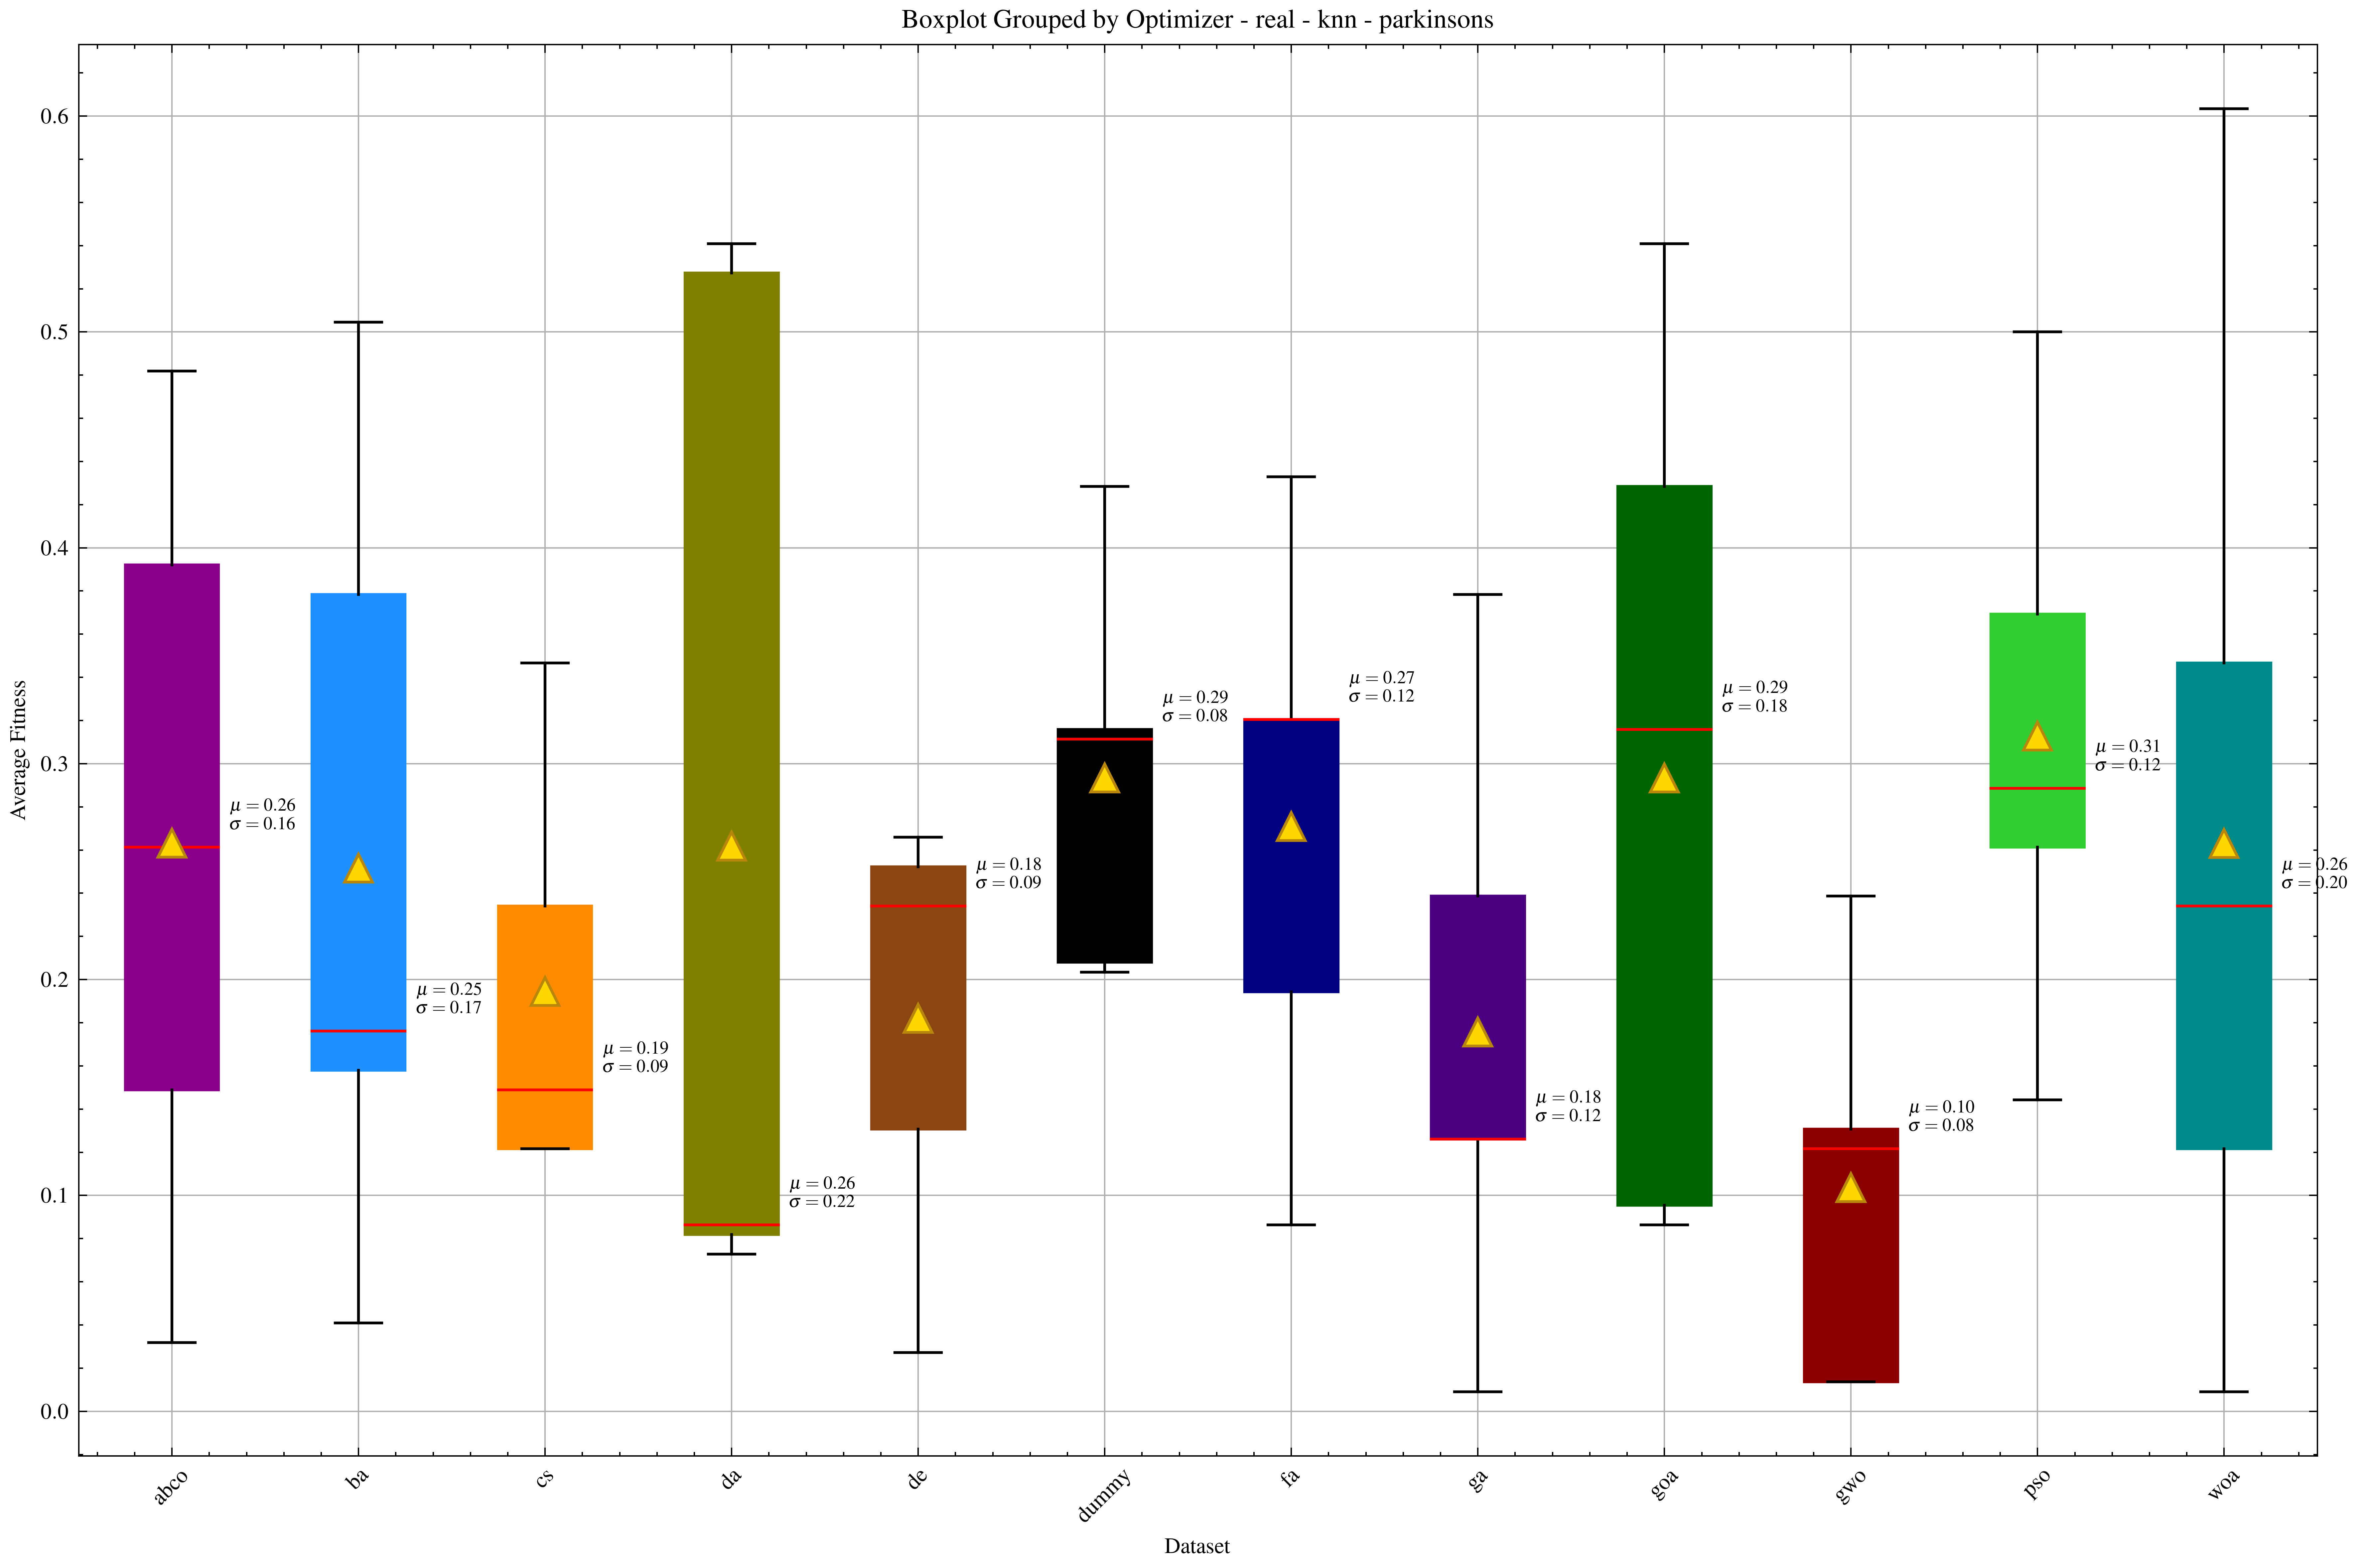 Boxplot Grouped by Optimizer - real - knn - parkinsons
Average Fitness
0.6
0.5
0.4
0.3
0.2
0.1
0.0
μ = 0.26
σ = 0.16
μ = 0.25
σ = 0.17
μ = 0.19
σ = 0.09
μ = 0.26
σ = 0.22
μ = 0.18
σ = 0.09
μ = 0.29
σ = 0.08
μ = 0.27
σ = 0.12
μ = 0.18
σ = 0.12
μ = 0.29
σ = 0.18
μ = 0.10
σ = 0.08
μ = 0.31
σ = 0.12
μ = 0.26
σ = 0.20
abco
ba
cs
da
de
dummy
fa
ga
goa
gwo
pso
woa
Dataset